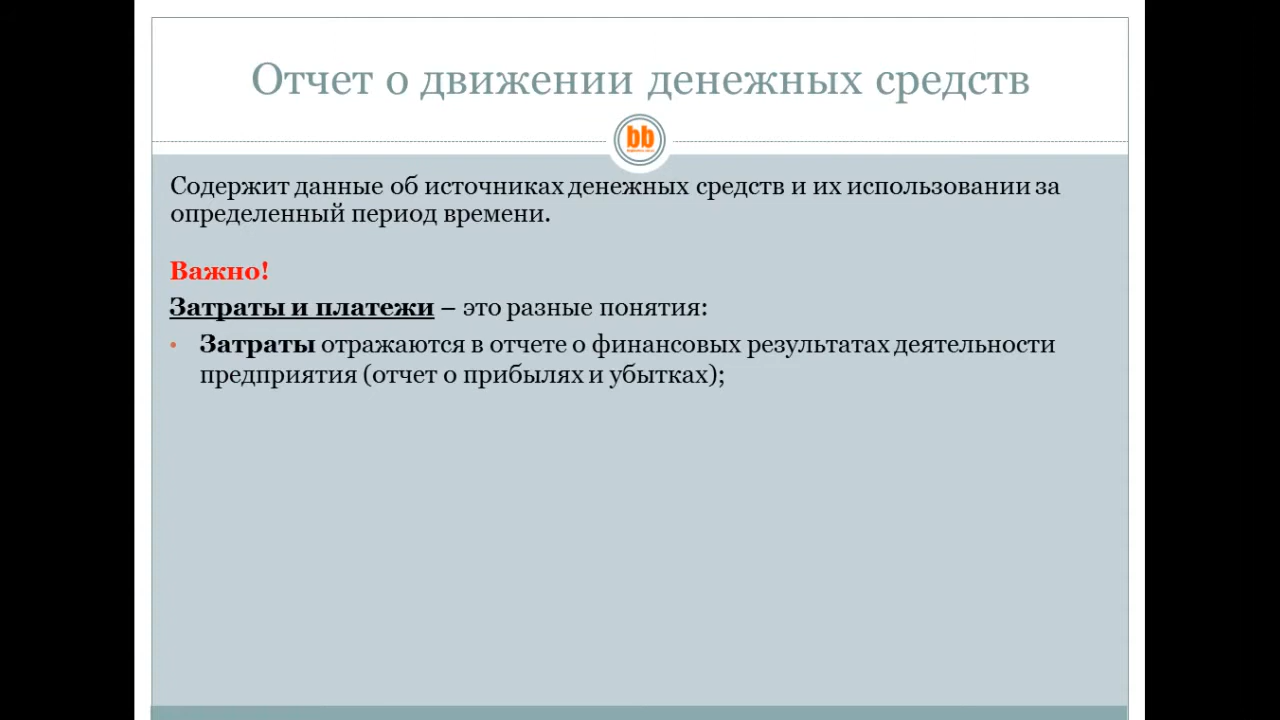 Отчет о движении денежных средств
bb
Содержит данные об источниках денежных средств и их использовании за
определенный период времени.
Важно!
Затраты и платежи – это разные понятия:
• Затраты отражаются в отчете о финансовых результатах деятельности
предприятия (отчет о прибылях и убытках);